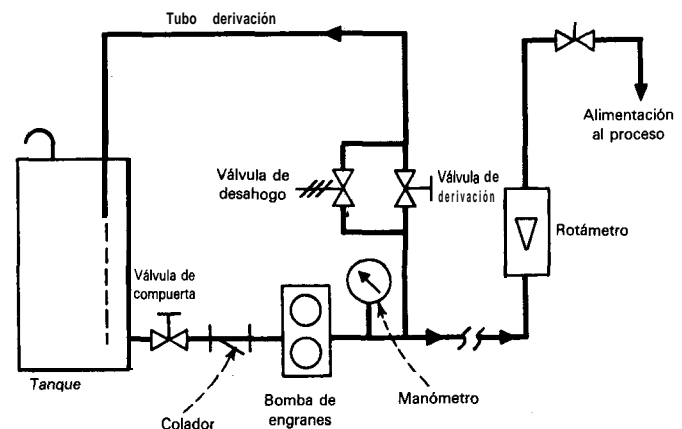 Tubo derivación
Alimentación
al proceso
Válvula de
desahogo
Válvula de
derivación
Rotámetro
Válvula de
compuerta
Tanque
Colador
Bomba de
engranes
Manómetro